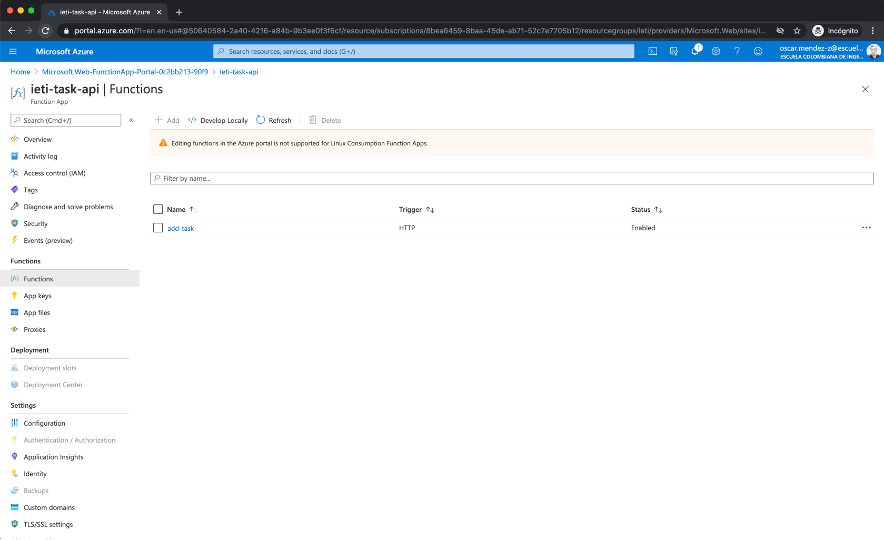 ieti-task-api - Microsoft Azure
portal.azure.com/?l=en.en-us#@50640584-2a40-4216-a84b-9b3ee0f3f6cf/resource/subscriptions/8bea6459-8baa-45de-ab71-52c7e7705b12/resourcegroups/ieti/providers/Microsoft.Web/sites/i...
Incógnito
Microsoft Azure
Search resources, services, and docs (G+/)
1
oscar.mendez-z@escuel...
ESCUELA COLOMBIANA DE INGE...
Home > Microsoft.Web-FunctionApp-Portal-0c2bb213-90f9 > ieti-task-api
ieti-task-api | Functions
Function App
Search (Cmd+/)
«
Add
Develop Locally
Refresh
Delete
Editing functions in the Azure portal is not supported for Linux Consumption Function Apps.
Filter by name...
Name ↑↓
Trigger ↑↓
Status ↑↓
add-task
HTTP
Enabled
...
Overview
Activity log
Access control (IAM)
Tags
Diagnose and solve problems
Security
Events (preview)
Functions
Functions
App keys
App files
Proxies
Deployment
Deployment slots
Deployment Center
Settings
Configuration
Authentication / Authorization
Application Insights
Identity
Backups
Custom domains
TLS/SSL settings